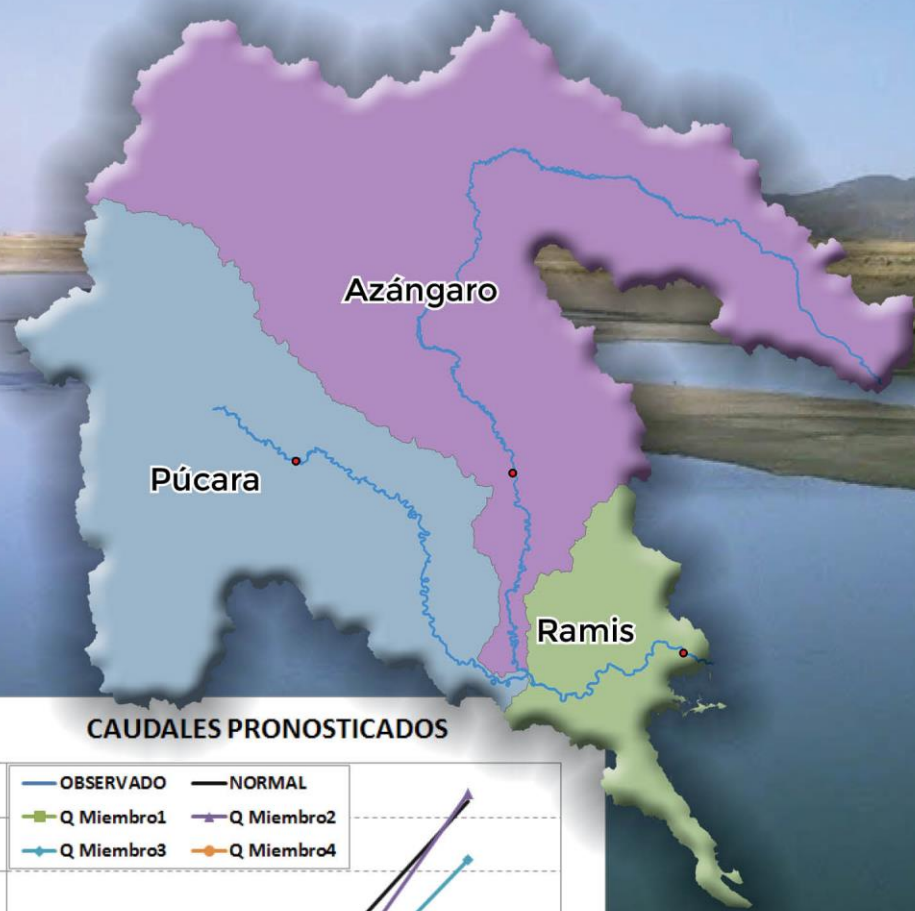 Azángaro
Púcara
Ramis
CAUDALES PRONOSTICADOS
OBSERVADO NORMAL
Q Miembro1 Q Miembro2
Q Miembro3 Q Miembro4